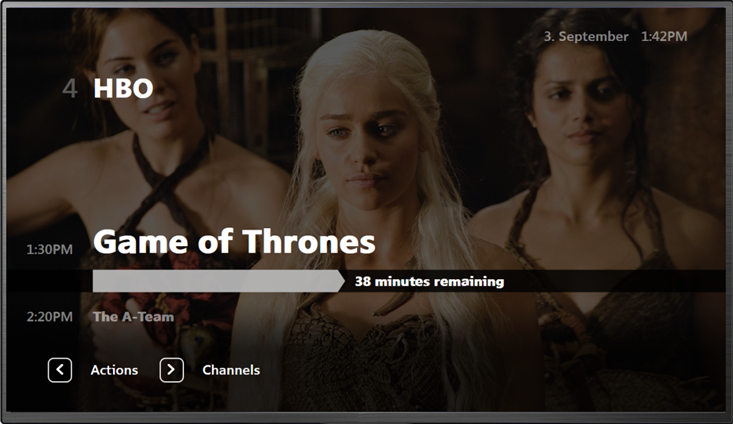 3. September 1:42PM
4 HBO
1:30PM Game of Thrones
38 minutes remaining
2:20PM The A-Team
Actions Channels